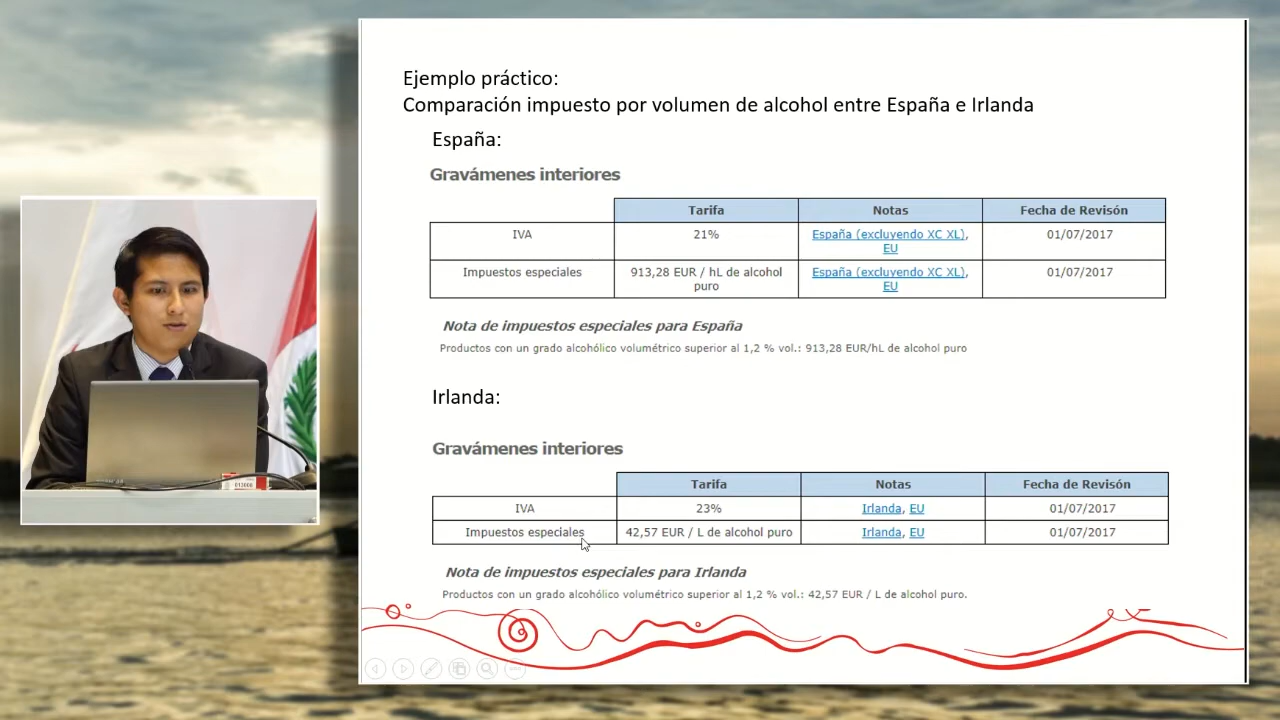 Ejemplo práctico:
Comparación impuesto por volumen de alcohol entre España e Irlanda
España:
Gravámenes interiores
Tarifa Notas Fecha de Revisón
IVA 21% España (excluyendo XC XL), EU 01/07/2017
Impuestos especiales 913,28 EUR / hL de alcohol puro España (excluyendo XC XL), EU 01/07/2017
Nota de impuestos especiales para España
Productos con un grado alcohólico volumétrico superior al 1,2 % vol.: 913,28 EUR/hL de alcohol puro
Irlanda:
Gravámenes interiores
Tarifa Notas Fecha de Revisón
IVA 23% Irlanda, EU 01/07/2017
Impuestos especiales 42,57 EUR / L de alcohol puro Irlanda, EU 01/07/2017
Nota de impuestos especiales para Irlanda
Productos con un grado alcohólico volumétrico superior al 1,2 % vol.: 42,57 EUR / L de alcohol puro.